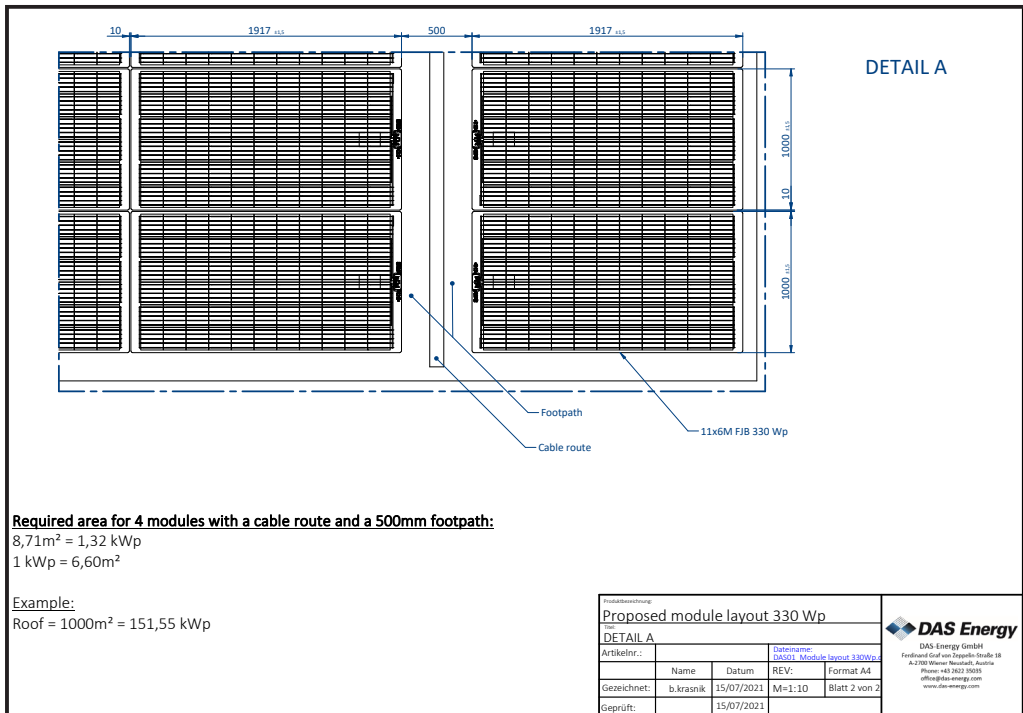 10
1917 ±1,5
500
1917 ±1,5
DETAIL A
1000 ±1,5
10
1000 ±1,5
Footpath
11x6M FJB 330 Wp
Cable route
Required area for 4 modules with a cable route and a 500mm footpath:
8,71m² = 1,32 kWp
1 kWp = 6,60m²
Example:
Roof = 1000m² = 151,55 kWp
Produktbezeichnung:
Proposed module layout 330 Wp
Titel:
DETAIL A
Artikelnr.:
Dateiname:
DAS01_Module layout 330Wp.d
Name
Datum
REV:
Format A4
Gezeichnet:
b.krasnik
15/07/2021
M=1:10
Blatt 2 von 2
Geprüft:
15/07/2021
DAS Energy
DAS-Energy GmbH
Ferdinand Graf von Zeppelin-Straße 18
A-2700 Wiener Neustadt, Austria
Phone: +43 2622 35035
office@das-energy.com
www.das-energy.com